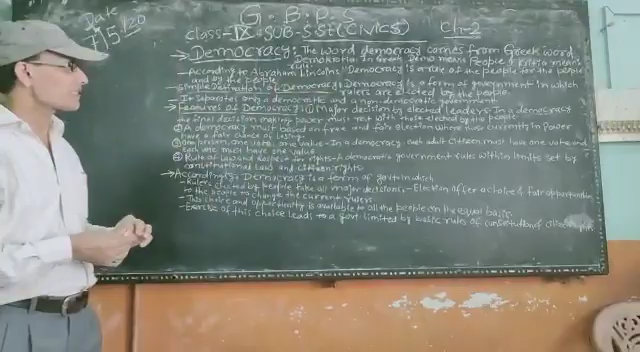 G. B. P. S
Date
7/5/20
class-IX SUB-S.St(CIVICS) Ch-2
→ Democracy: The word democracy comes from Greek word
Demokratia in Greek Demo means People & Kratia means
- According to Abraham Lincoln: "Democracy is a rule of the people for the people
and by the People.
- Simple Definition of Democracy: Democracy is a form of government in which
rulers are elected by the people
- It separates only a democratic and a non-democratic government
→ Features of Democracy: ① Major decision by elected leaders In a democracy
the final decision making power must rest with those elected by the people.
② A democracy must based on free and fair election where those currently in Power
have a fair chance of losing.
③ One person, one vote, one value - In a democracy, each adult citizen must have one vote and
each vote must have one value
④ Rule of Law and respect for rights - A democratic government rules within limits set by
constitutional Law and citizen rights
→ Accordingly Democracy is a form of govt. in which
- Rulers elected by People take all major decisions - Election offer a choice & fair opportunities
to the people to change the current rulers
- This choice and opportunity is available to all the people on the equal basis
- Exercise of this choice leads to a govt limited by basic rules of constitution & citizen